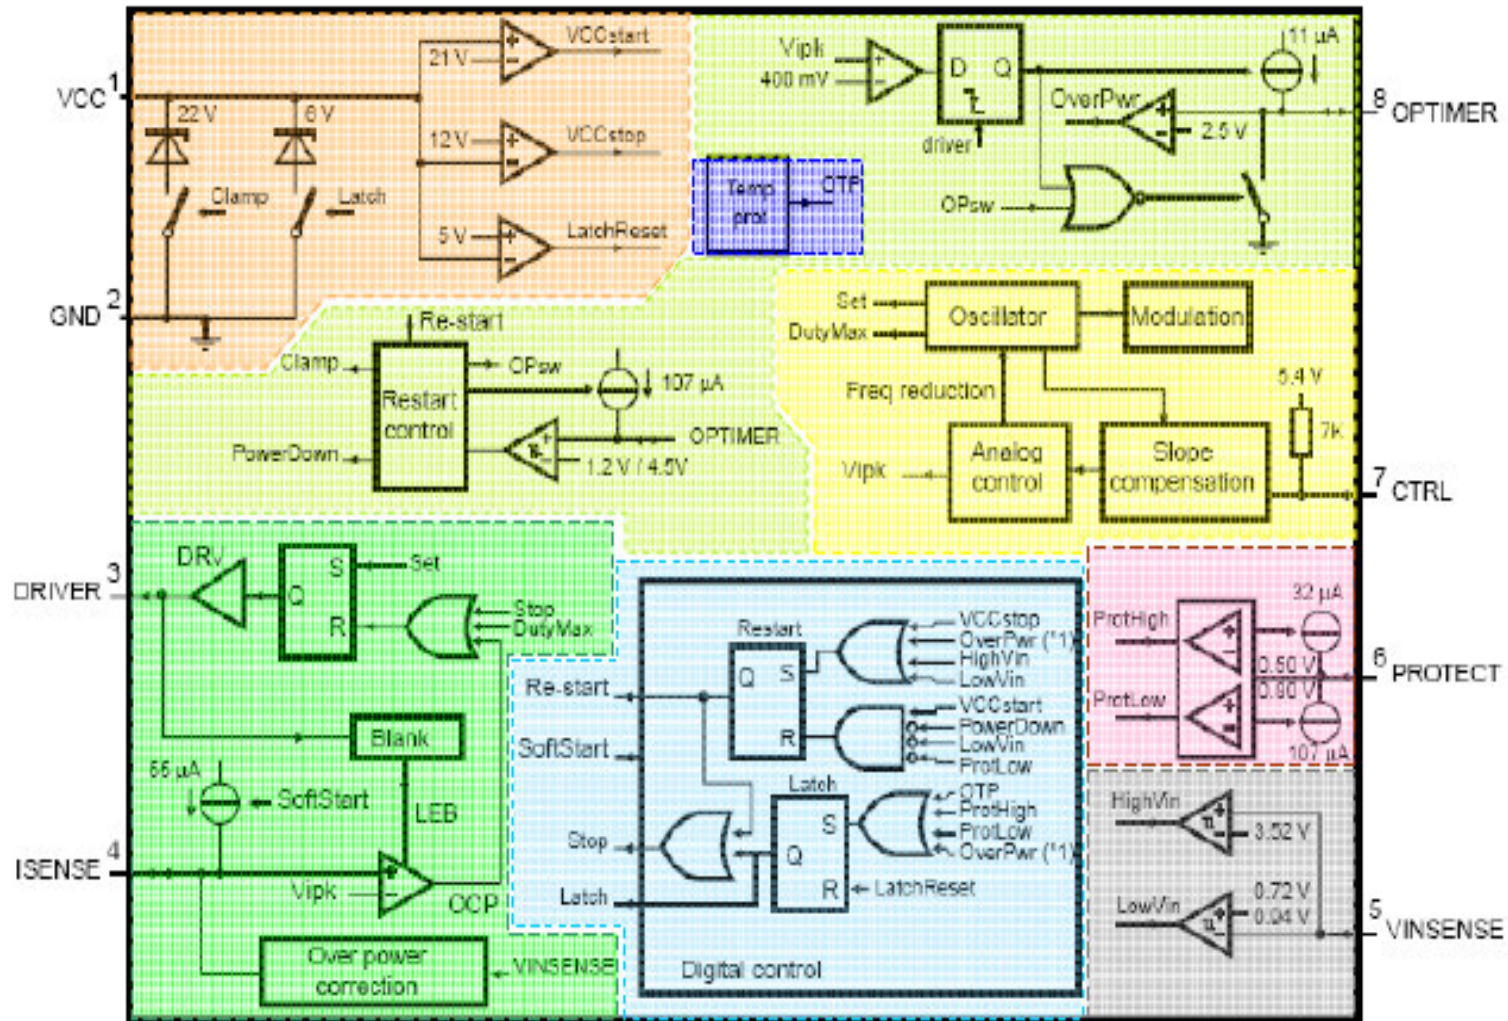 VCC 1
22 V
6 V
Clamp
Latch
21 V
VCCstart
12 V
VCCstop
5 V
LatchReset
GND 2
Temp prot
OTP
Vipk
400 mV
D Q
driver
OverPwr
OPsw
11 µA
2.5 V
8 OPTIMER
Re-start
Clamp
OPsw
Restart
control
PowerDown
107 µA
OPTIMER
1.2 V / 4.5V
Set
DutyMax
Oscillator
Modulation
Freq reduction
Vipk
Analog
control
Slope
compensation
5.4 V
7k
7 CTRL
DRIVER 3
DRv
S
Q
R
Set
Stop
DutyMax
Blank
LEB
55 µA
SoftStart
ISENSE 4
Vipk
OCP
Over power
correction
VINSENSE
Restart
Q S
R
VCCstop
OverPwr (*1)
HighVin
LowVin
VCCstart
PowerDown
LowVin
ProtLow
Re-start
SoftStart
Latch
S
Q
R
OTP
ProtHigh
ProtLow
OverPwr (*1)
LatchReset
Stop
Latch
Digital control
ProtHigh
ProtLow
32 µA
0.50 V
0.80 V
107 µA
6 PROTECT
HighVin
3.52 V
LowVin
0.72 V
0.94 V
5 VINSENSE